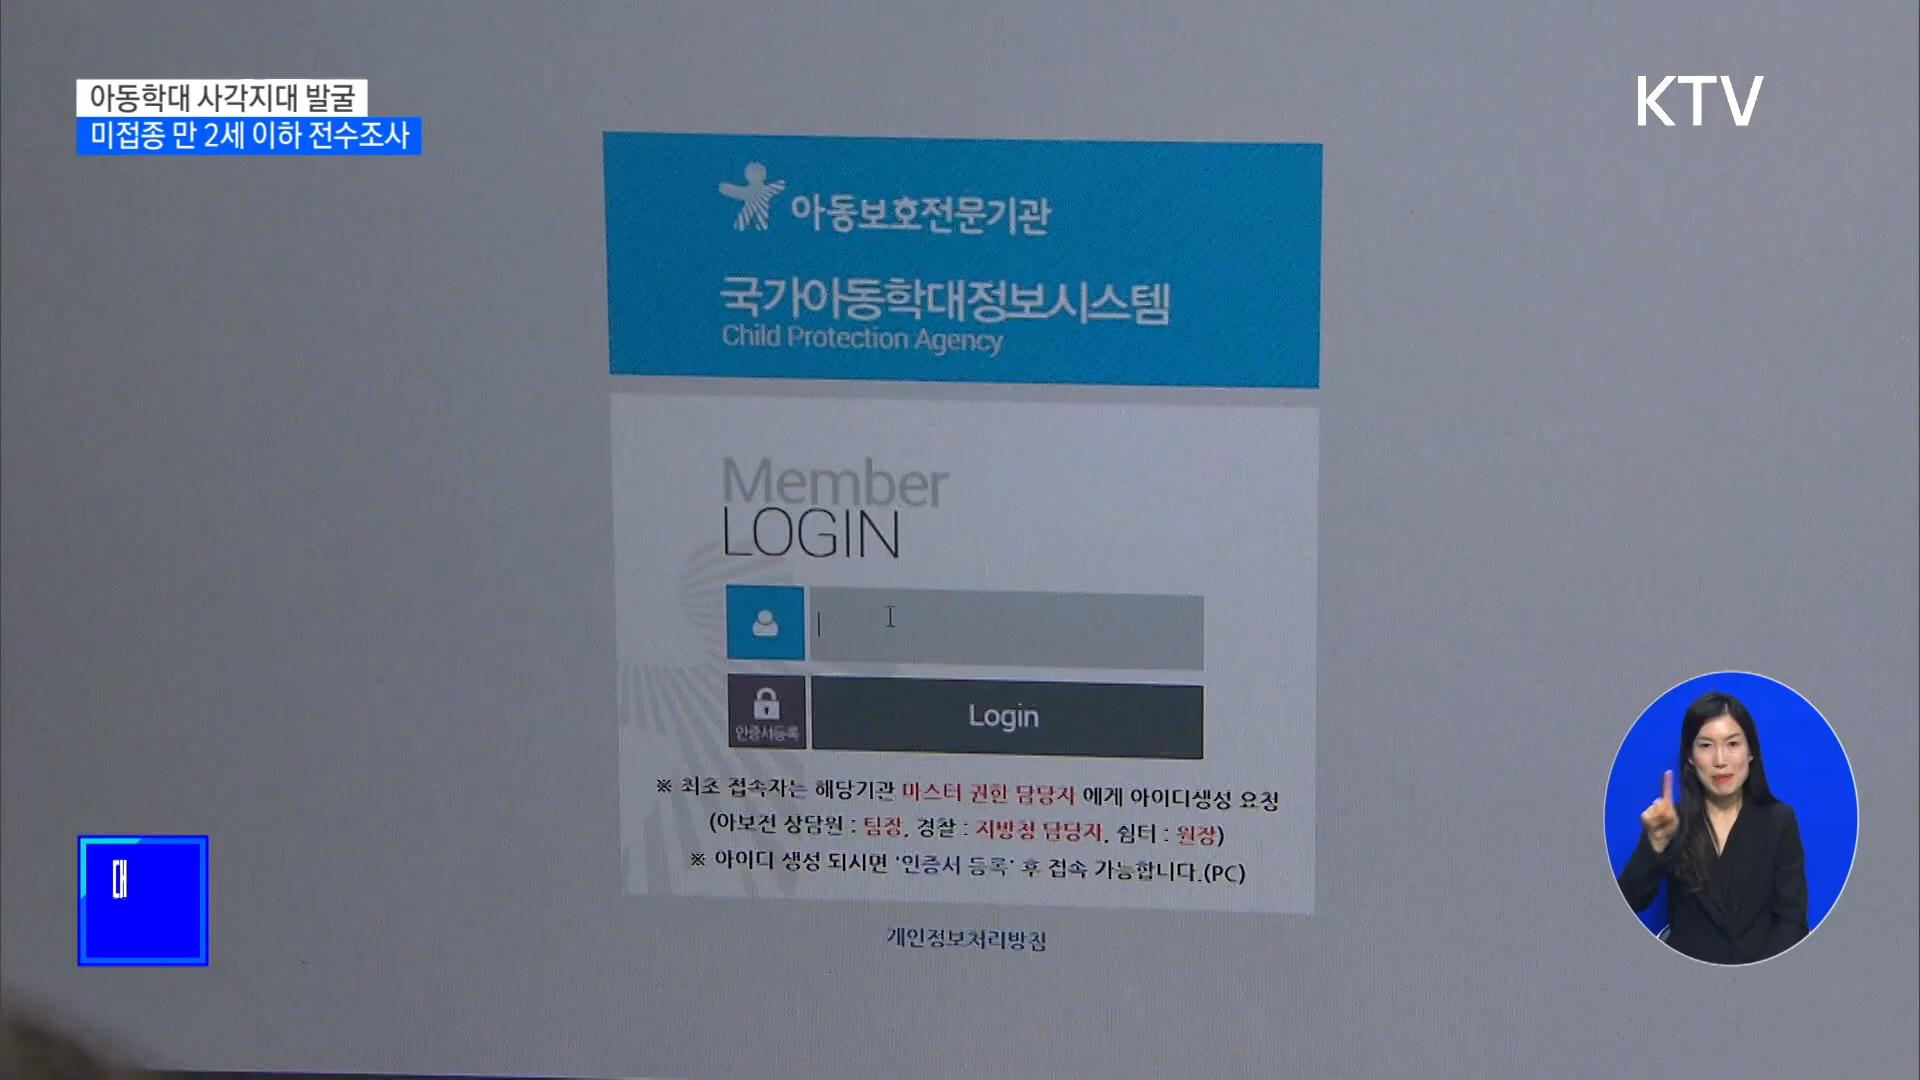 아동학대 사각지대 발굴
미접종 만 2세 이하 전수조사
KTV
아동보호전문기관
국가아동학대정보시스템
Child Protection Agency
Member
LOGIN
인증서등록
Login
※ 최초 접속자는 해당기관 마스터 권한 담당자 에게 아이디생성 요청
(아보전 상담원 : 팀장, 경찰 : 지방청 담당자, 쉼터 : 원장)
※ 아이디 생성 되시면 '인증서 등록' 후 접속 가능합니다.(PC)
개인정보처리방침
대